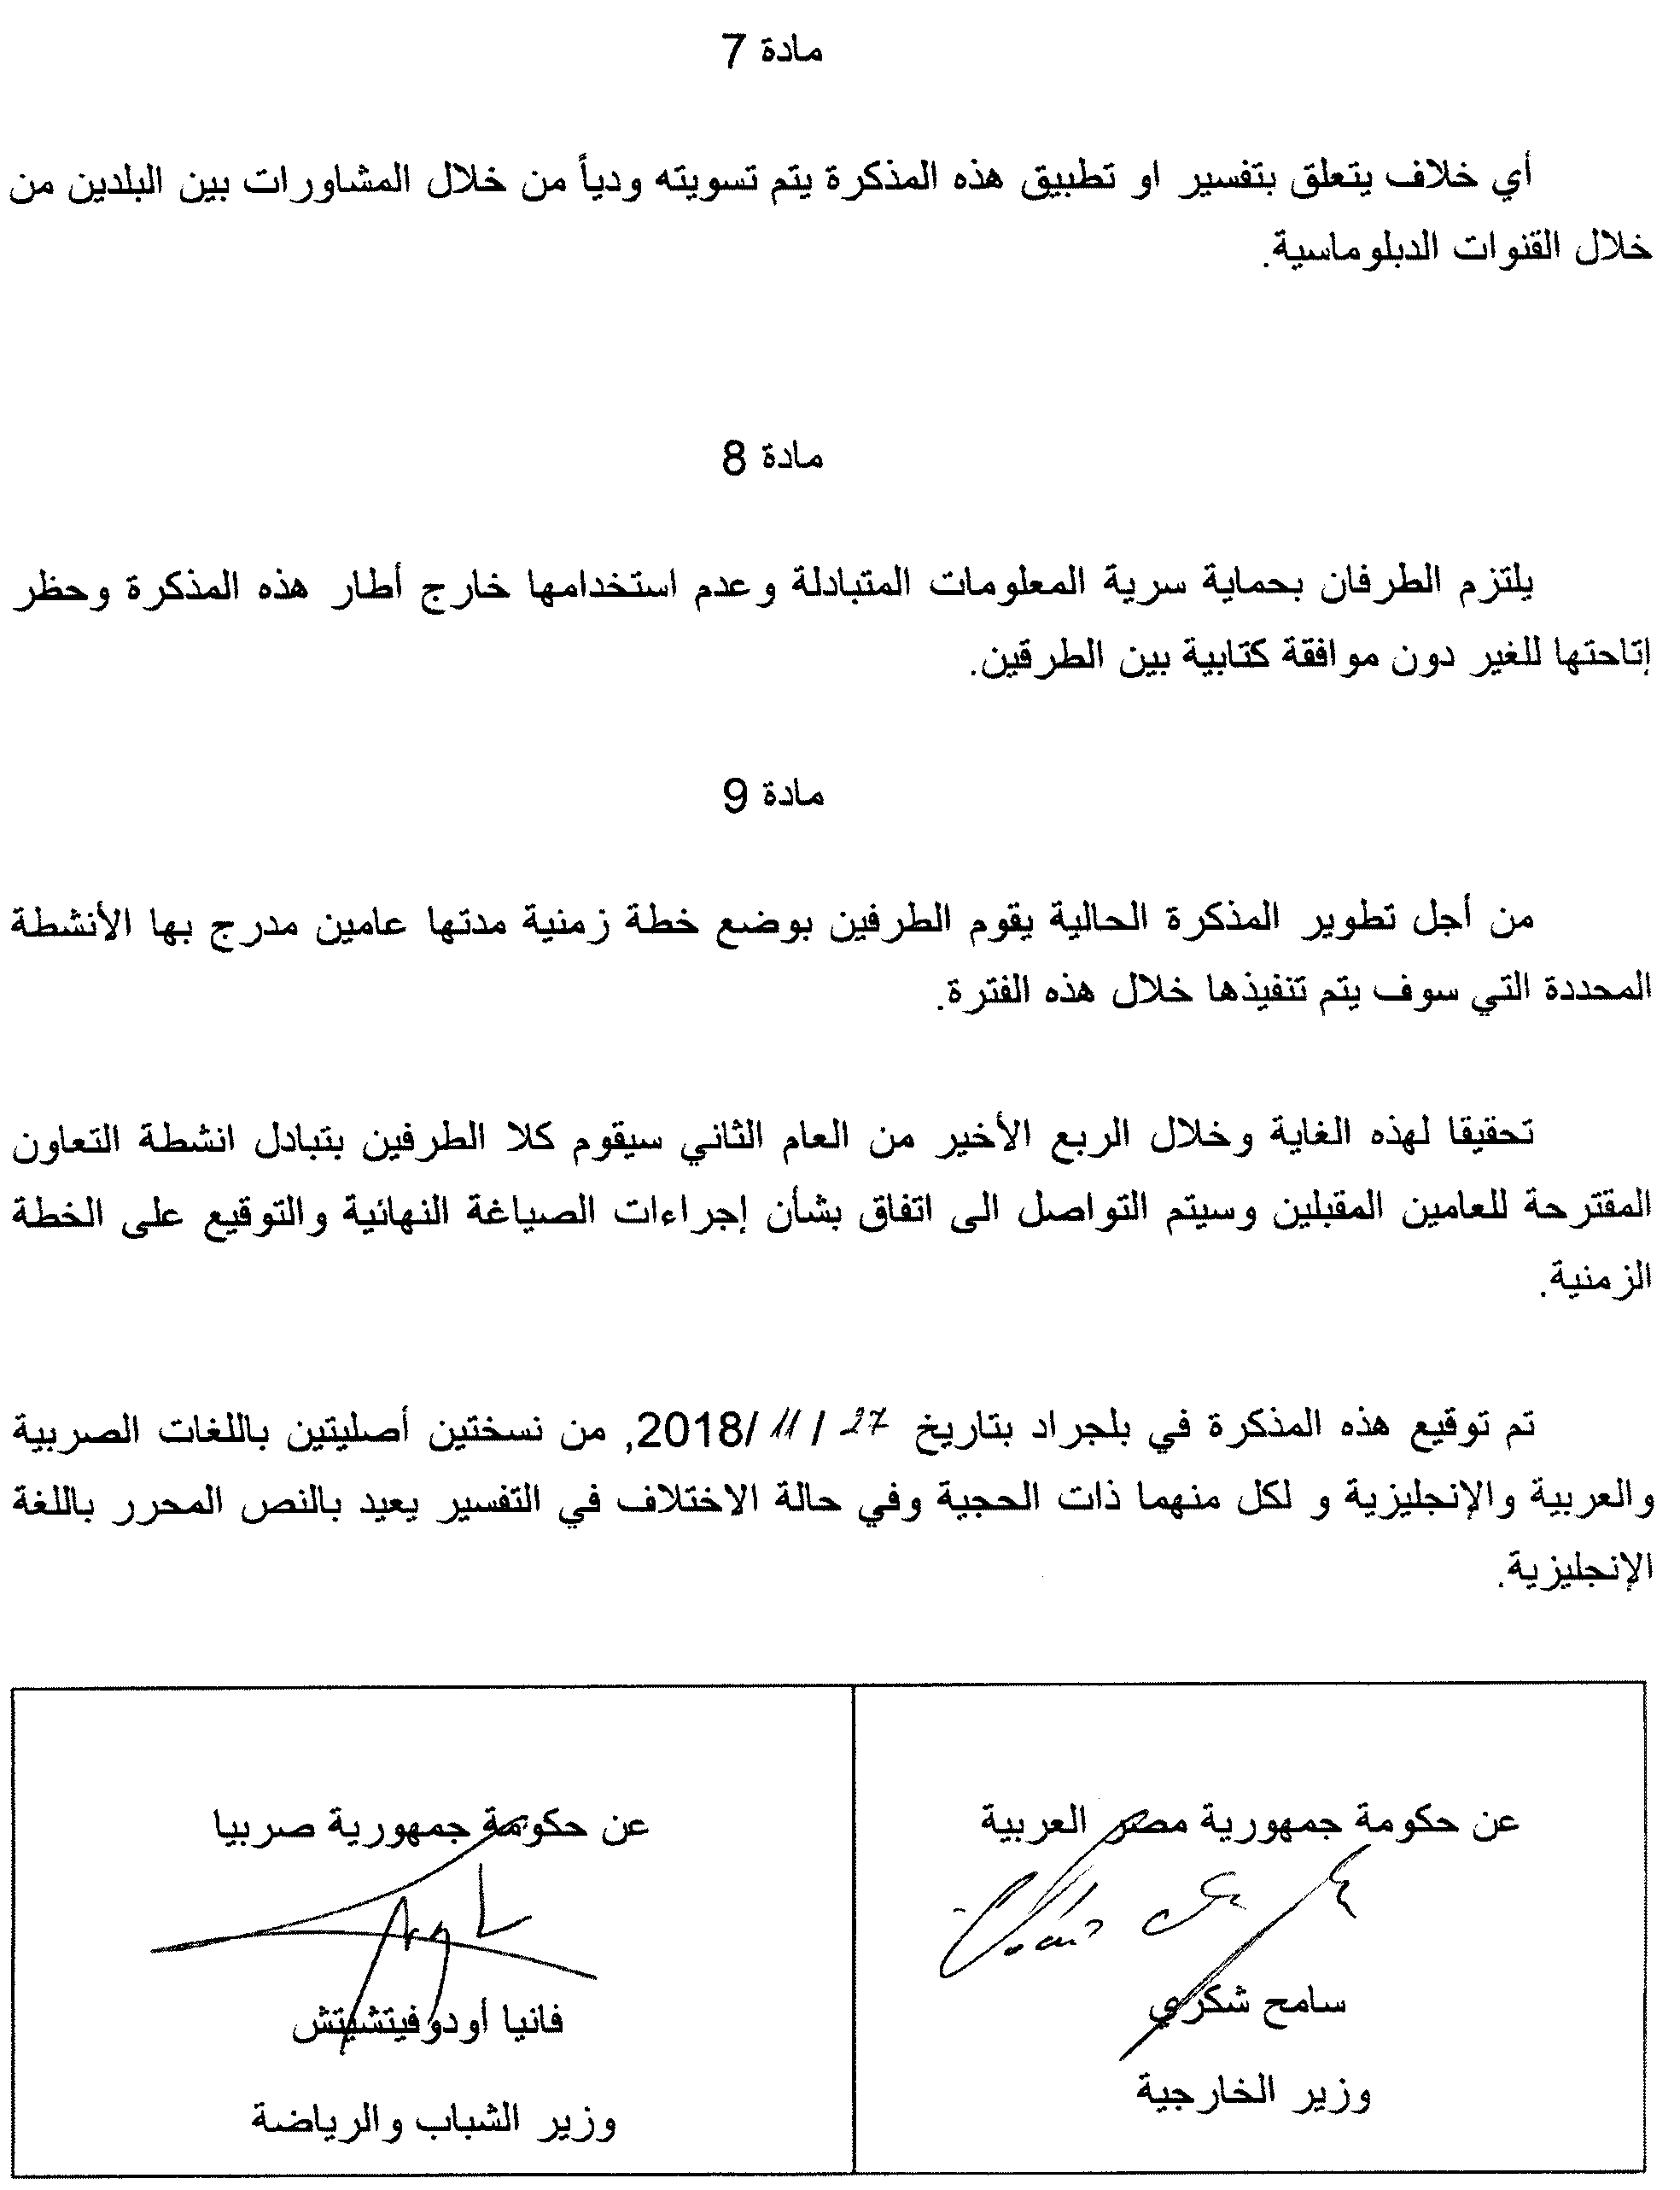 مادة 7
أي خلاف يتعلق بتفسير او تطبيق هذه المذكرة يتم تسويته ودياً من خلال المشاورات بين البلدين من
خلال القنوات الدبلوماسية.
مادة 8
يلتزم الطرفان بحماية سرية المعلومات المتبادلة وعدم استخدامها خارج أطار هذه المذكرة وحظر
إتاحتها للغير دون موافقة كتابية بين الطرقين.
مادة 9
من أجل تطوير المذكرة الحالية يقوم الطرفين بوضع خطة زمنية مدتها عامين مدرج بها الأنشطة
المحددة التي سوف يتم تنفيذها خلال هذه الفترة.
تحقيقا لهذه الغاية وخلال الربع الأخير من العام الثاني سيقوم كلا الطرفين بتبادل انشطة التعاون
المقترحة للعامين المقبلين وسيتم التواصل الى اتفاق بشأن إجراءات الصياغة النهائية والتوقيع على الخطة
الزمنية.
تم توقيع هذه المذكرة في بلجراد بتاريخ 27 / 11 /2018, من نسختين أصليتين باللغات الصربية
والعربية والإنجليزية و لكل منهما ذات الحجية وفي حالة الاختلاف في التفسير يعيد بالنص المحرر باللغة
الإنجليزية.
عن حكومة جمهورية مصر العربية
سامح شكري
وزير الخارجية
عن حكومة جمهورية صربيا
فانيا أودوفيتشيتش
وزير الشباب والرياضة